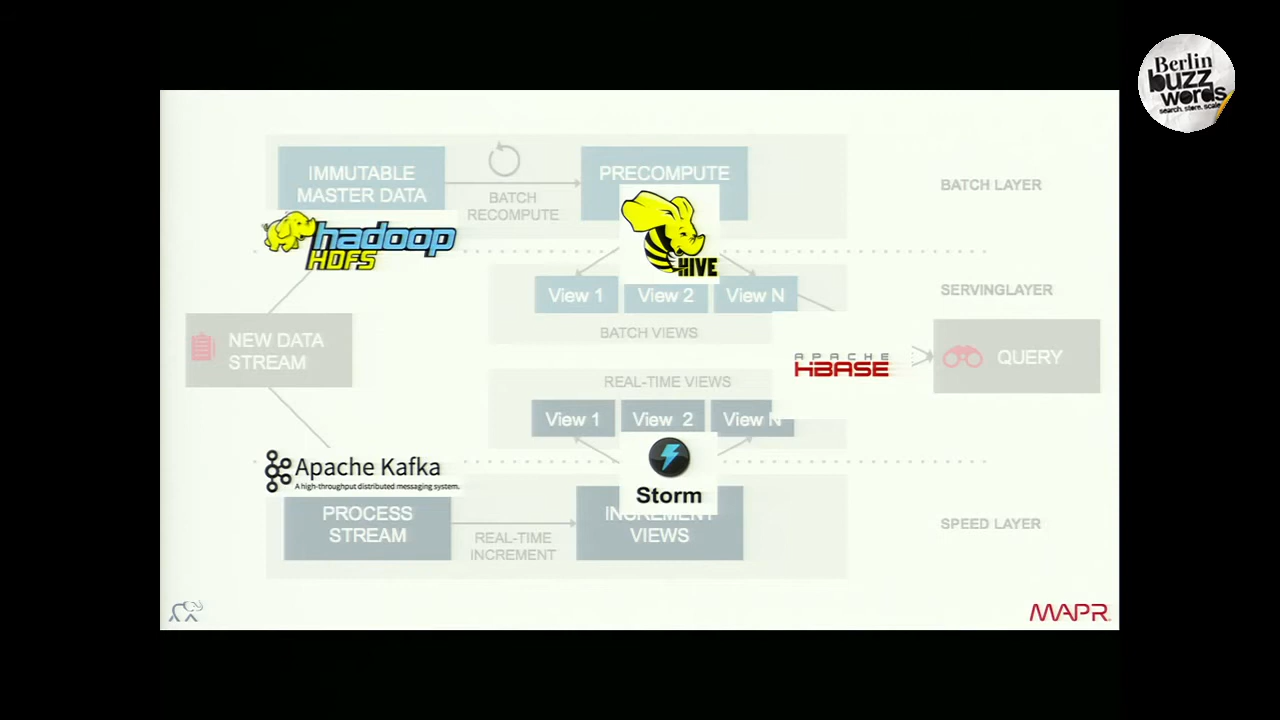 Berlin
buzz
words
search. store. scale.
IMMUTABLE
MASTER DATA
BATCH
RECOMPUTE
PRECOMPUTE
BATCH LAYER
hadoop
HDFS
HIVE
View 1
View 2
View N
SERVINGLAYER
BATCH VIEWS
NEW DATA
STREAM
APACHE
HBASE
QUERY
REAL-TIME VIEWS
View 1
View 2
View N
Apache Kafka
A high-throughput distributed messaging system.
Storm
PROCESS
STREAM
REAL-TIME
INCREMENT
INCREMENT
VIEWS
SPEED LAYER
MAPR